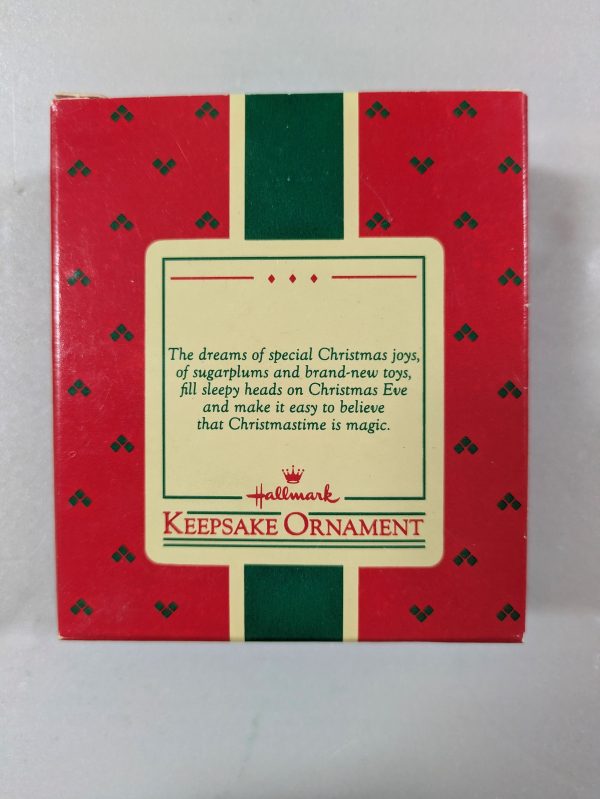 The dreams of special Christmas joys,
of sugarplums and brand-new toys,
fill sleepy heads on Christmas Eve
and make it easy to believe
that Christmastime is magic.
Hallmark
KEEPSAKE ORNAMENT